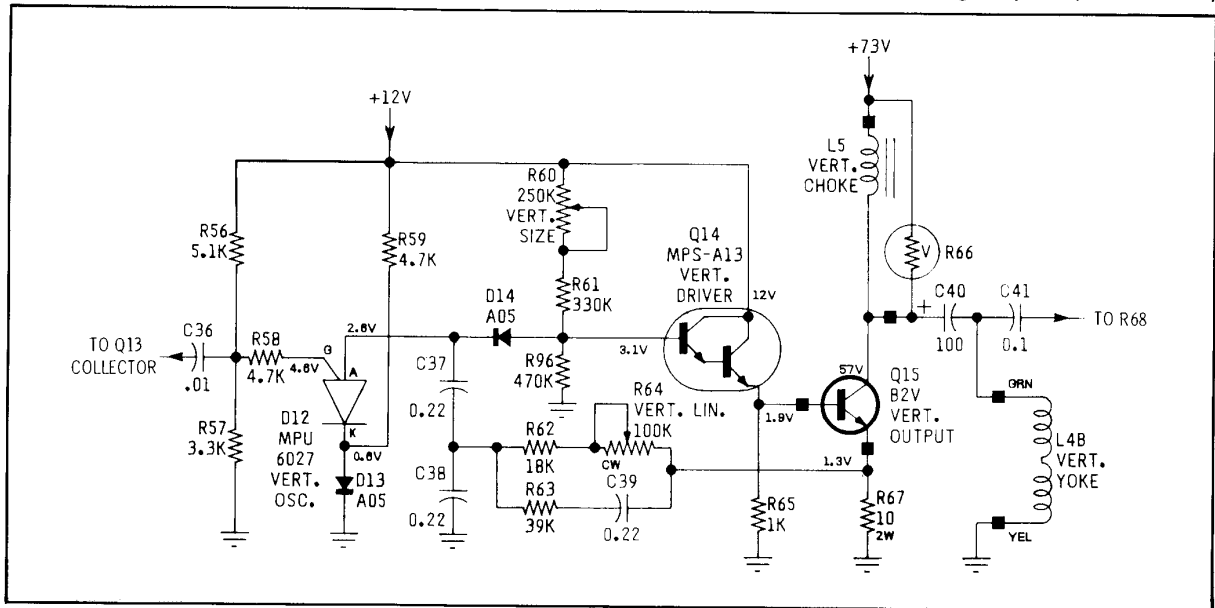 +73V
+12V
L5
VERT.
CHOKE
R60
250K
VERT.
SIZE
R56
5.1K
R59
4.7K
Q14
MPS-A13
VERT.
DRIVER
V
R66
R61
330K
12V
C40
C41
+
100
0.1
TO R68
D14
A05
C36
.01
TO Q13
COLLECTOR
R58
4.7K
4.6V
G
2.6V
A
K
0.6V
C37
0.22
R96
470K
3.1V
57V
Q15
B2V
VERT.
OUTPUT
R64
VERT. LIN.
100K
1.9V
GRN
R57
3.3K
D12
MPU
6027
VERT.
OSC.
D13
A05
C38
0.22
R62
18K
CW
R63
39K
C39
0.22
1.3V
R65
1K
R67
10
2W
L4B
VERT.
YOKE
YEL